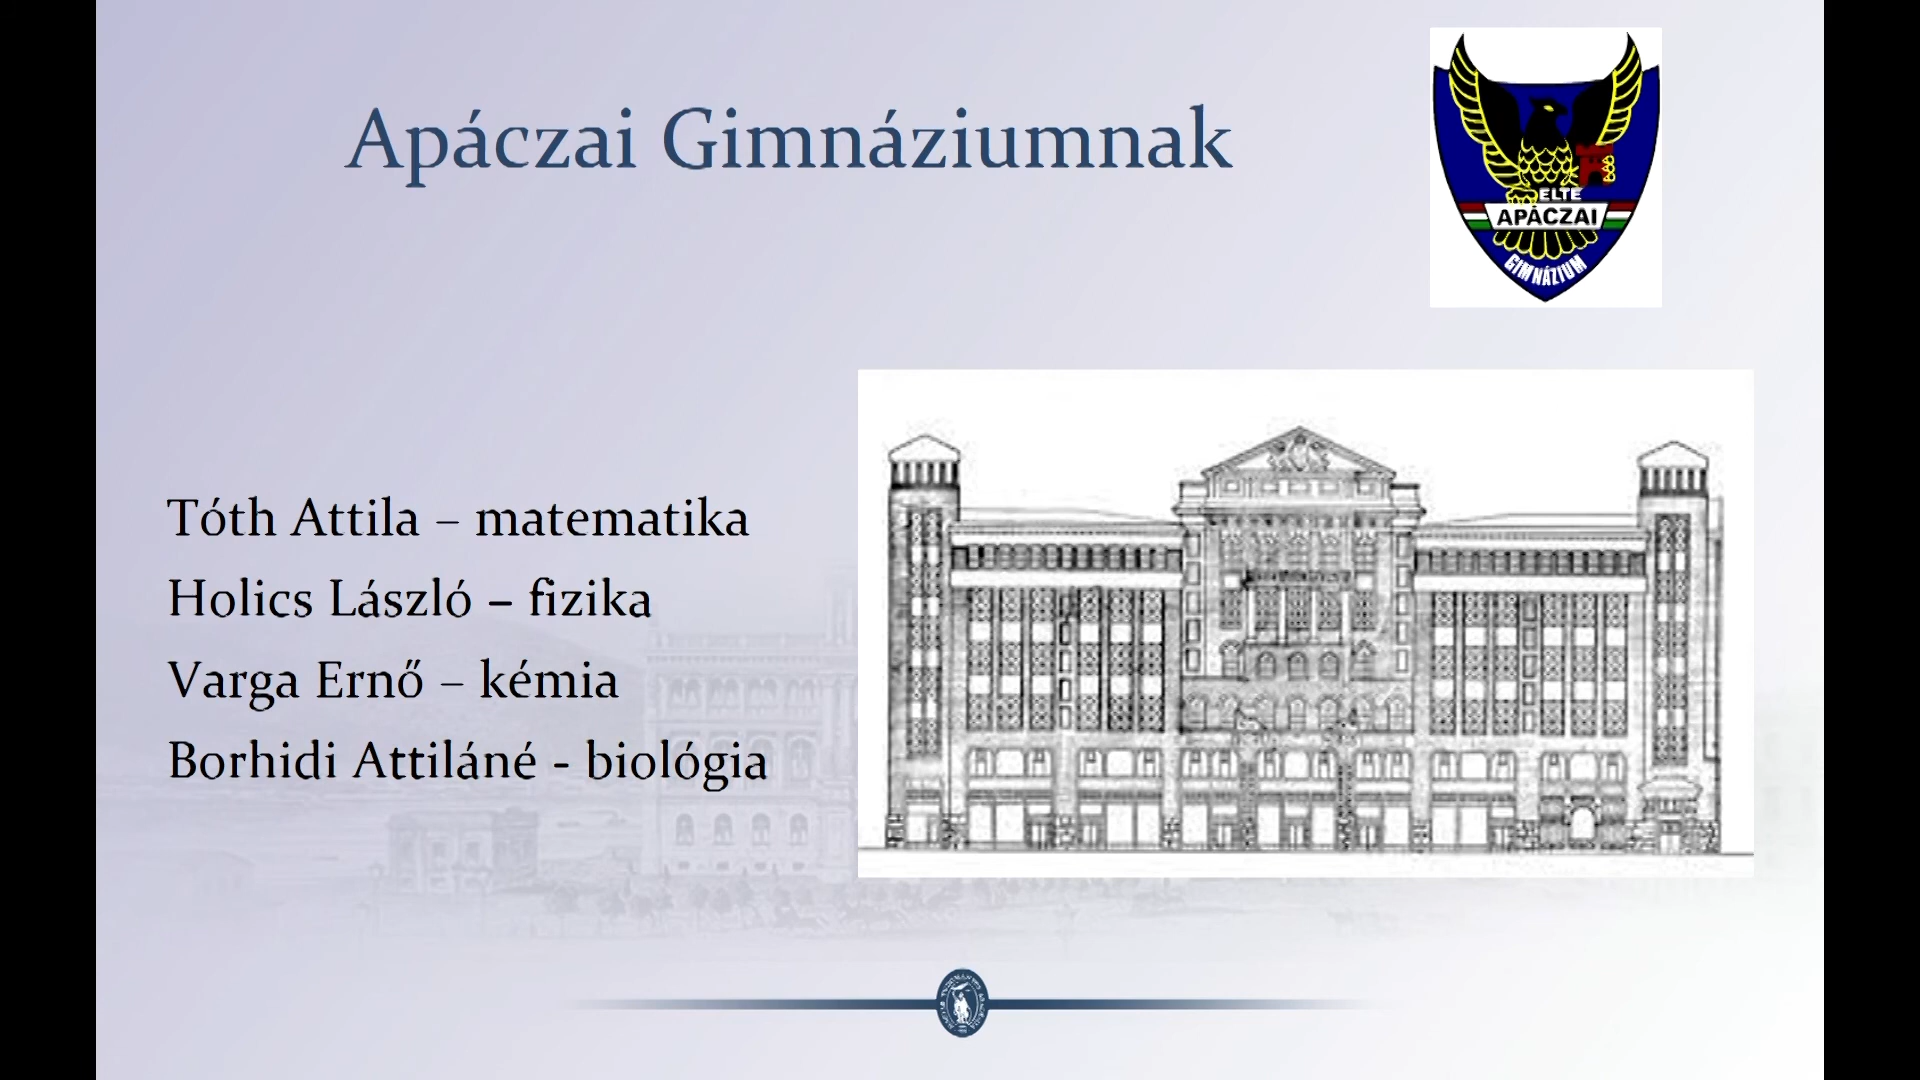 Apáczai Gimnáziumnak
ELTE
APÁCZAI
GIMNÁZIUM
Tóth Attila – matematika
Holics László – fizika
Varga Ernő – kémia
Borhidi Attiláné - biológia